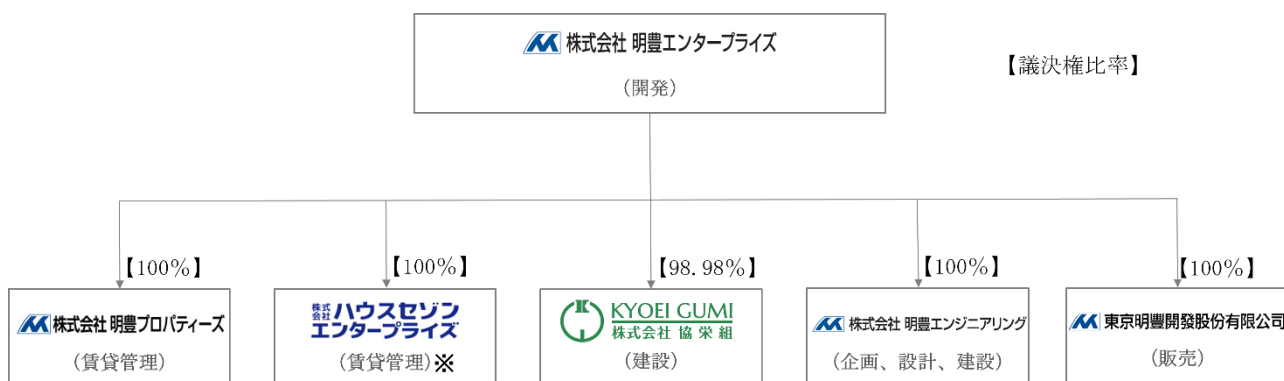 株式会社 明豊エンタープライズ
(開発)
【議決権比率】
【100%】
【100%】
【98.98%】
【100%】
【100%】
株式会社 明豊プロパティーズ
(賃貸管理)
株式会社 ハウスセゾン
エンタープライズ
(賃貸管理)※
KYOEI GUMI
株式会社 協栄組
(建設)
株式会社 明豊エンジニアリング
(企画、設計、建設)
東京明豐開發股份有限公司
(販売)